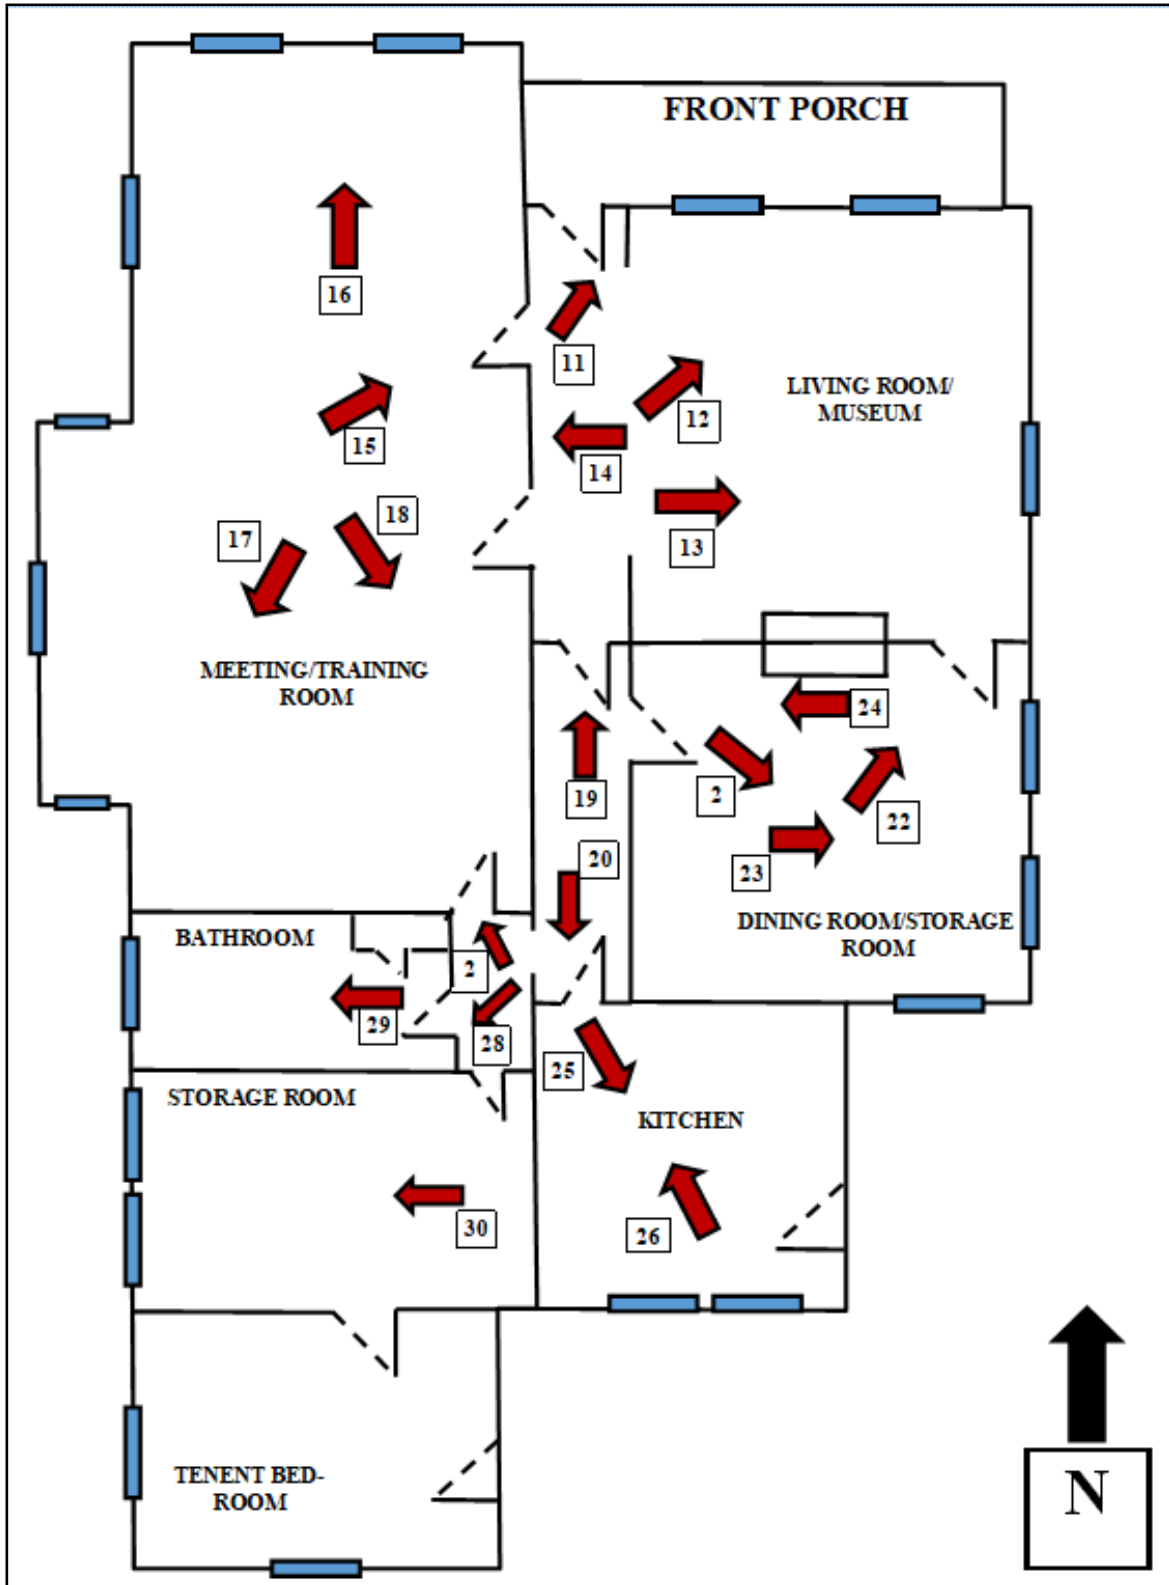 FRONT PORCH
16
11
LIVING ROOM/
MUSEUM
12
15
14
18
17
13
MEETING/TRAINING
ROOM
24
2
19
22
20
23
DINING ROOM/STORAGE
ROOM
BATHROOM
2
29
28
25
STORAGE ROOM
KITCHEN
30
26
TENENT BED-
ROOM
N